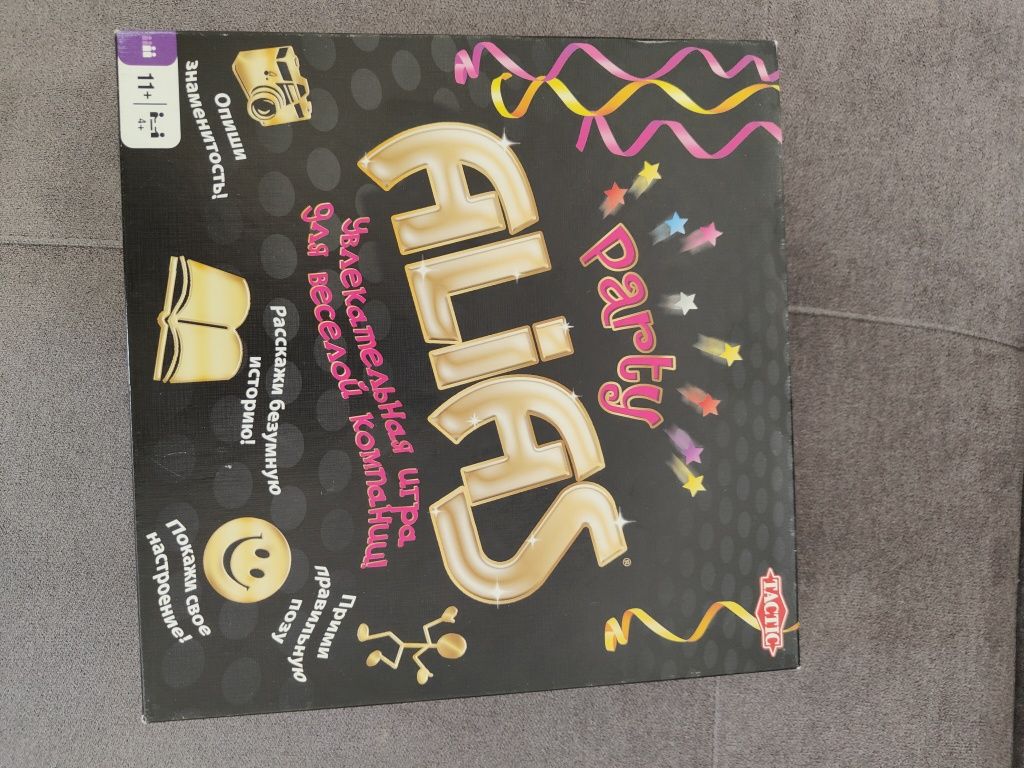 TACTIC
party
ALIAS®
увлекательная игра
для веселой компании!
Опиши
знаменитость!
Расскажи безумную
историю!
Покажи свое
настроение!
Прими
правильную
позу
11+
4+